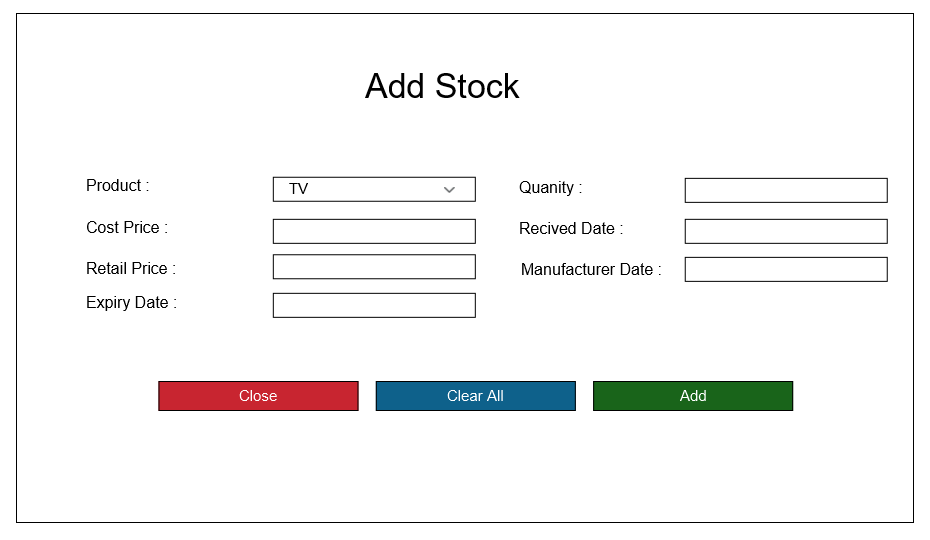 Add Stock
Product :
TV
Quanity :
Cost Price :
Recived Date :
Retail Price :
Manufacturer Date :
Expiry Date :
Close
Clear All
Add